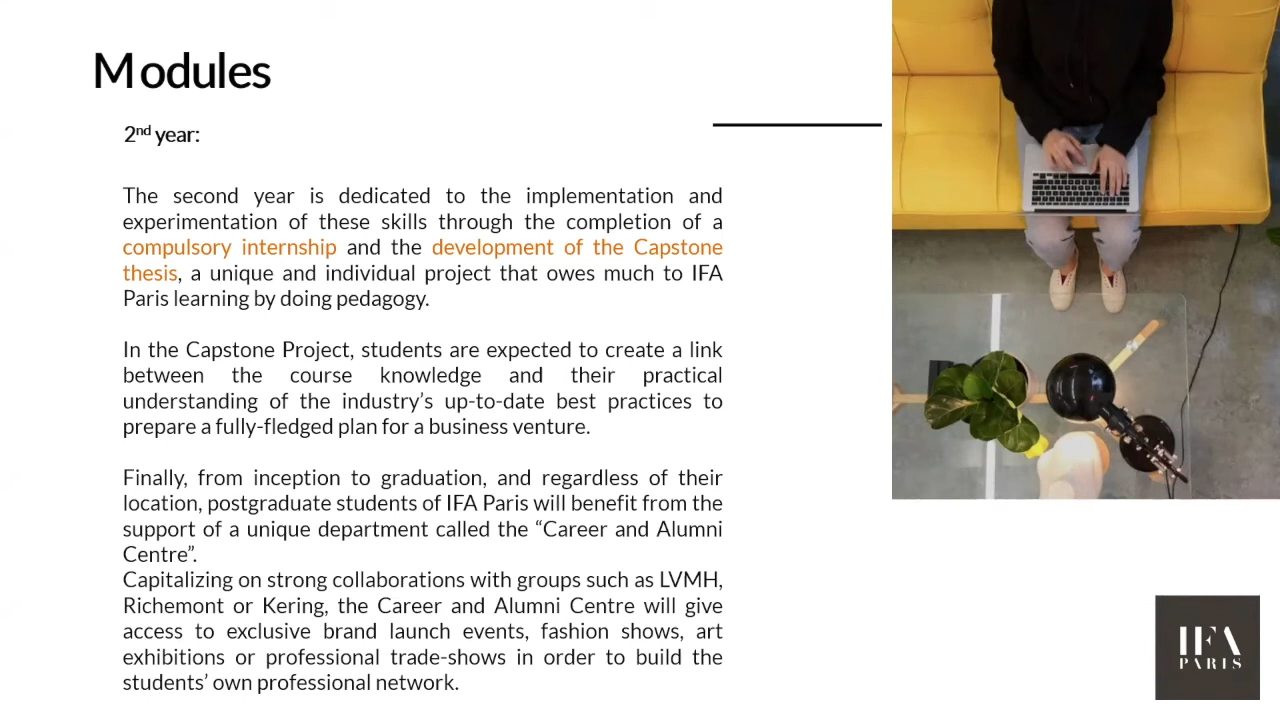 Modules
2nd year:
The second year is dedicated to the implementation and
experimentation of these skills through the completion of a
compulsory internship and the development of the Capstone
thesis, a unique and individual project that owes much to IFA
Paris learning by doing pedagogy.
In the Capstone Project, students are expected to create a link
between the course knowledge and their practical
understanding of the industry’s up-to-date best practices to
prepare a fully-fledged plan for a business venture.
Finally, from inception to graduation, and regardless of their
location, postgraduate students of IFA Paris will benefit from the
support of a unique department called the “Career and Alumni
Centre”.
Capitalizing on strong collaborations with groups such as LVMH,
Richemont or Kering, the Career and Alumni Centre will give
access to exclusive brand launch events, fashion shows, art
exhibitions or professional trade-shows in order to build the
students’ own professional network.
IFA
PARIS